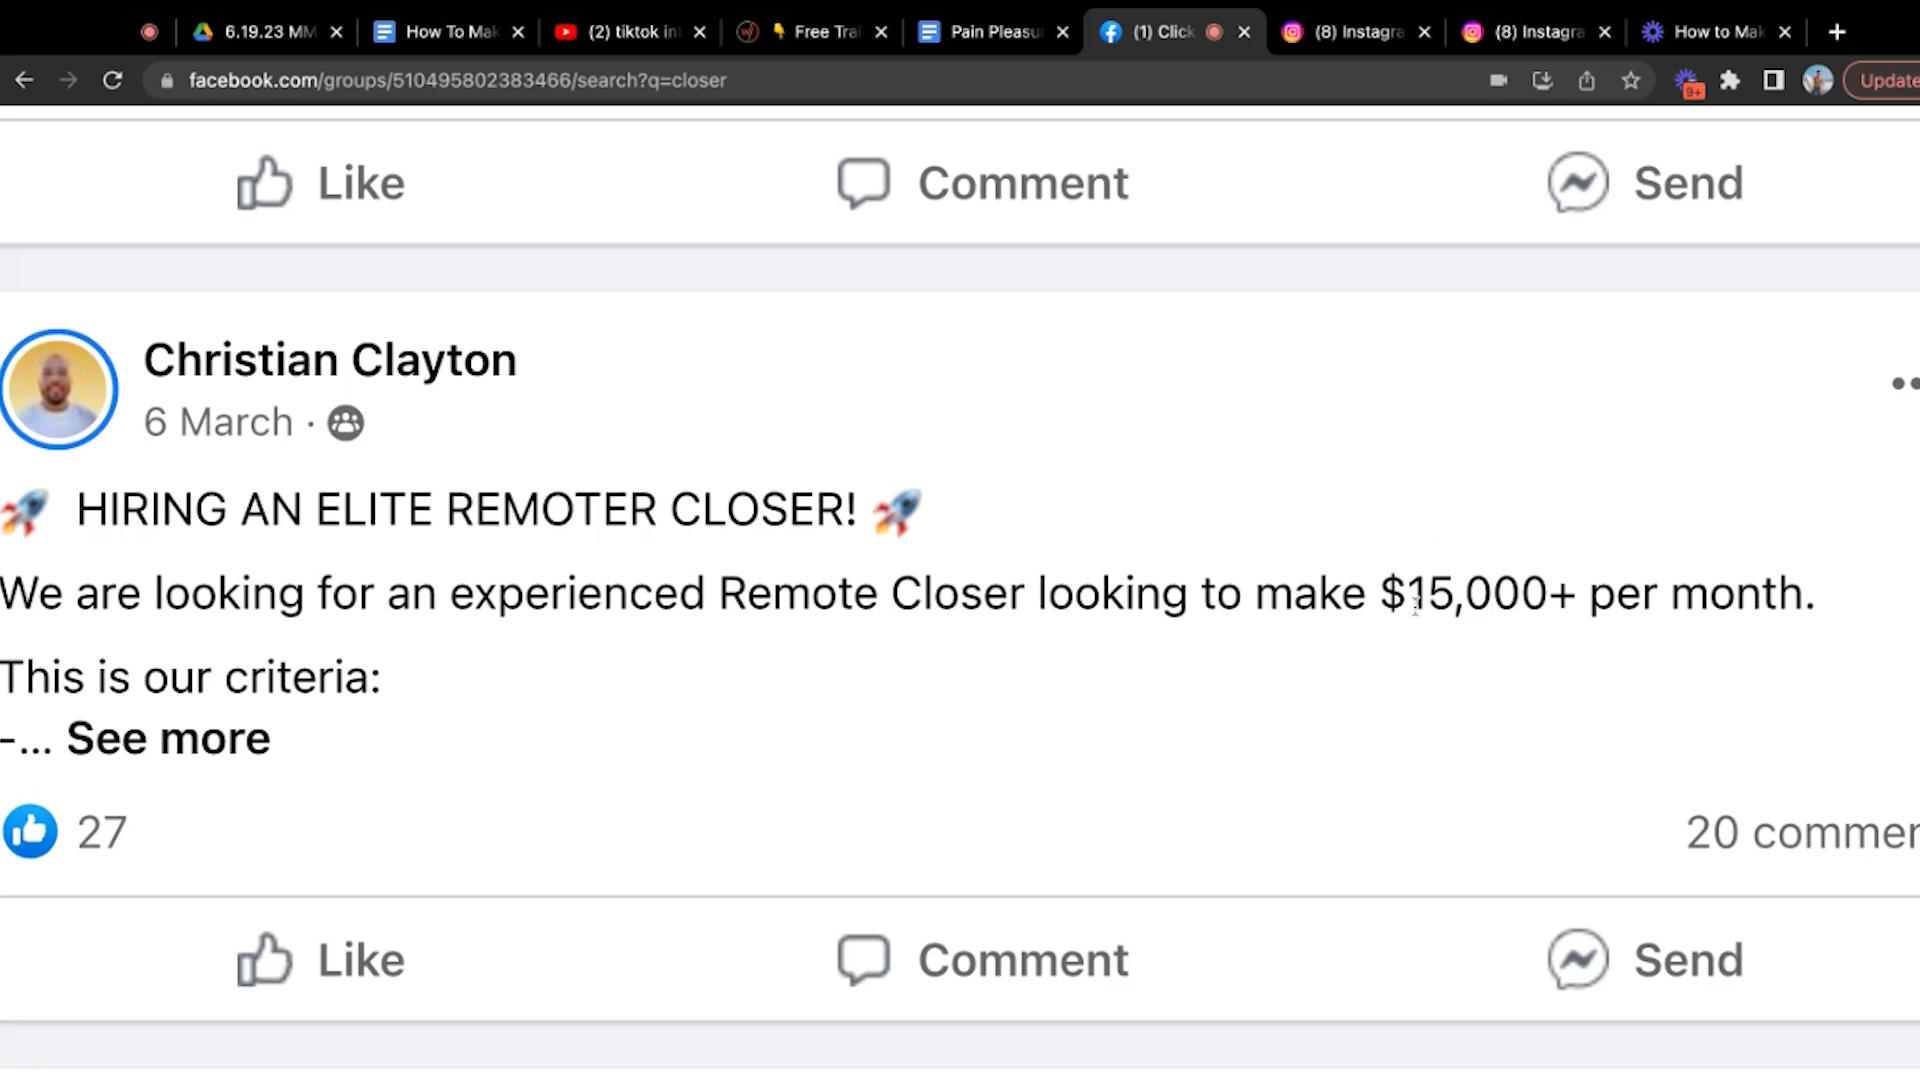 6.19.23 MM
How To Mak
(2) tiktok int
Free Trai
Pain Pleasu
(1) Click
(8) Instagra
(8) Instagra
How to Mak
facebook.com/groups/510495802383466/search?q=closer
9+
Update
Like
Comment
Send
Christian Clayton
6 March ·
HIRING AN ELITE REMOTER CLOSER!
We are looking for an experienced Remote Closer looking to make $15,000+ per month.
This is our criteria:
-... See more
27
20 commen
Like
Comment
Send